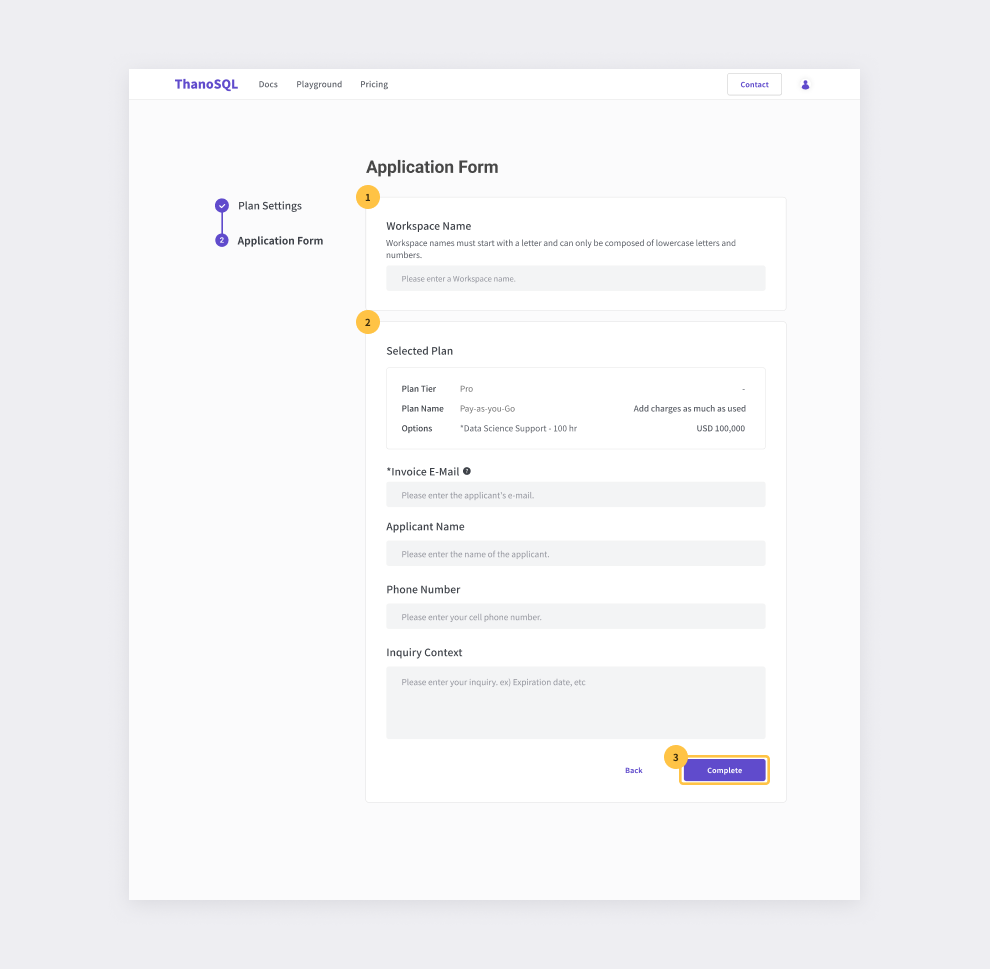 ThanoSQL Docs Playground Pricing Contact
Application Form
1
Plan Settings
2 Application Form
Workspace Name
Workspace names must start with a letter and can only be composed of lowercase letters and
numbers.
Please enter a Workspace name.
2
Selected Plan
Plan Tier Pro -
Plan Name Pay-as-you-Go Add charges as much as used
Options *Data Science Support - 100 hr USD 100,000
*Invoice E-Mail ?
Please enter the applicant's e-mail.
Applicant Name
Please enter the name of the applicant.
Phone Number
Please enter your cell phone number.
Inquiry Context
Please enter your inquiry. ex) Expiration date, etc
3
Back Complete